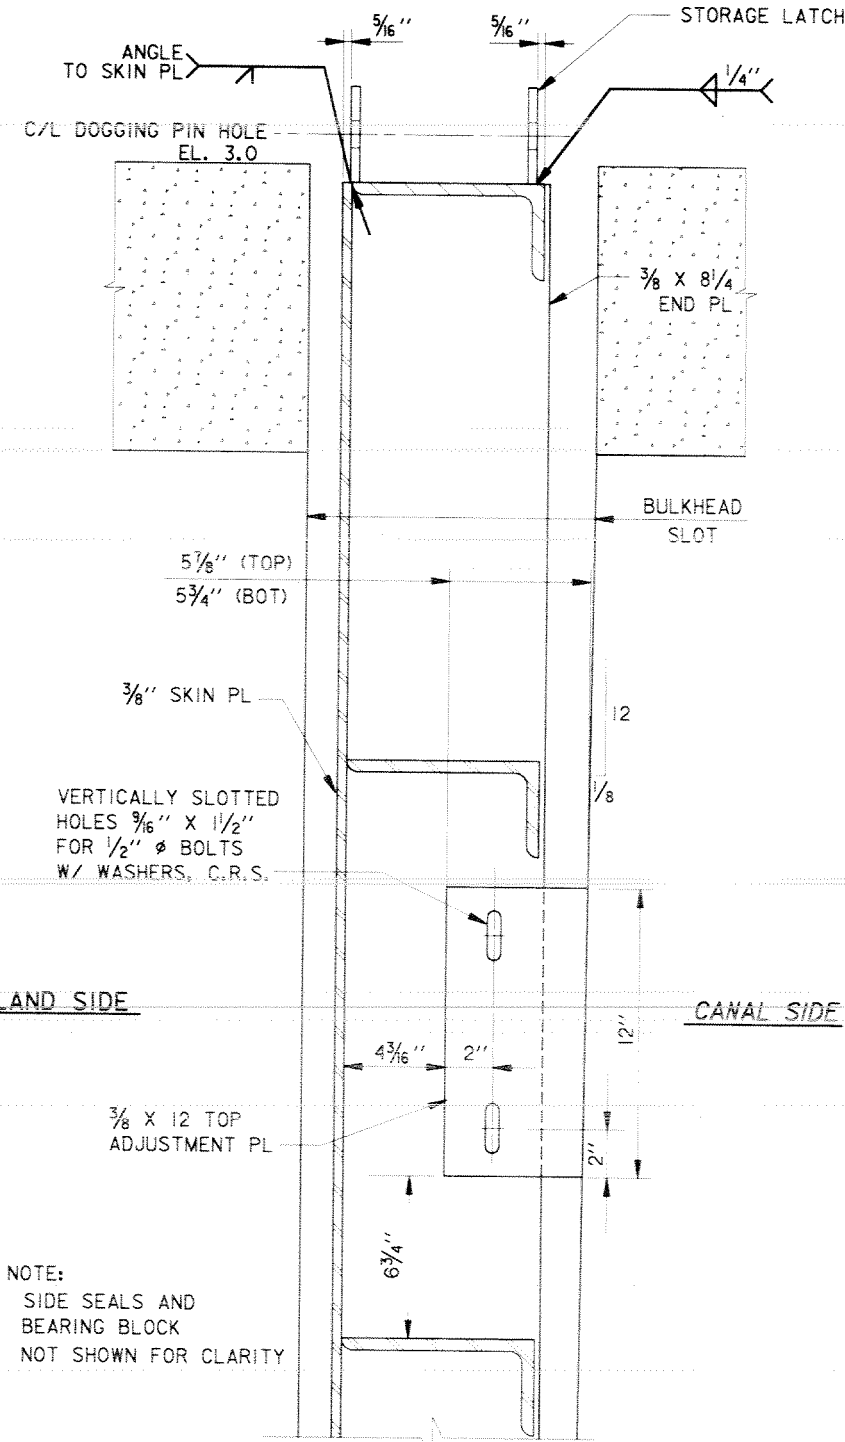 5/16"
5/16"
STORAGE LATCH
ANGLE
TO SKIN PL
1/4"
C/L DOGGING PIN HOLE
EL. 3.0
3/8 X 8 1/4
END PL
BULKHEAD
SLOT
5 7/8" (TOP)
5 3/4" (BOT)
3/8" SKIN PL
12
1/8
VERTICALLY SLOTTED
HOLES 9/16" X 1 1/2"
FOR 1/2" ø BOLTS
W/ WASHERS, C.R.S.
LAND SIDE
CANAL SIDE
4 3/16"
2"
12"
3/8 X 12 TOP
ADJUSTMENT PL
2"
6 3/4"
NOTE:
SIDE SEALS AND
BEARING BLOCK
NOT SHOWN FOR CLARITY